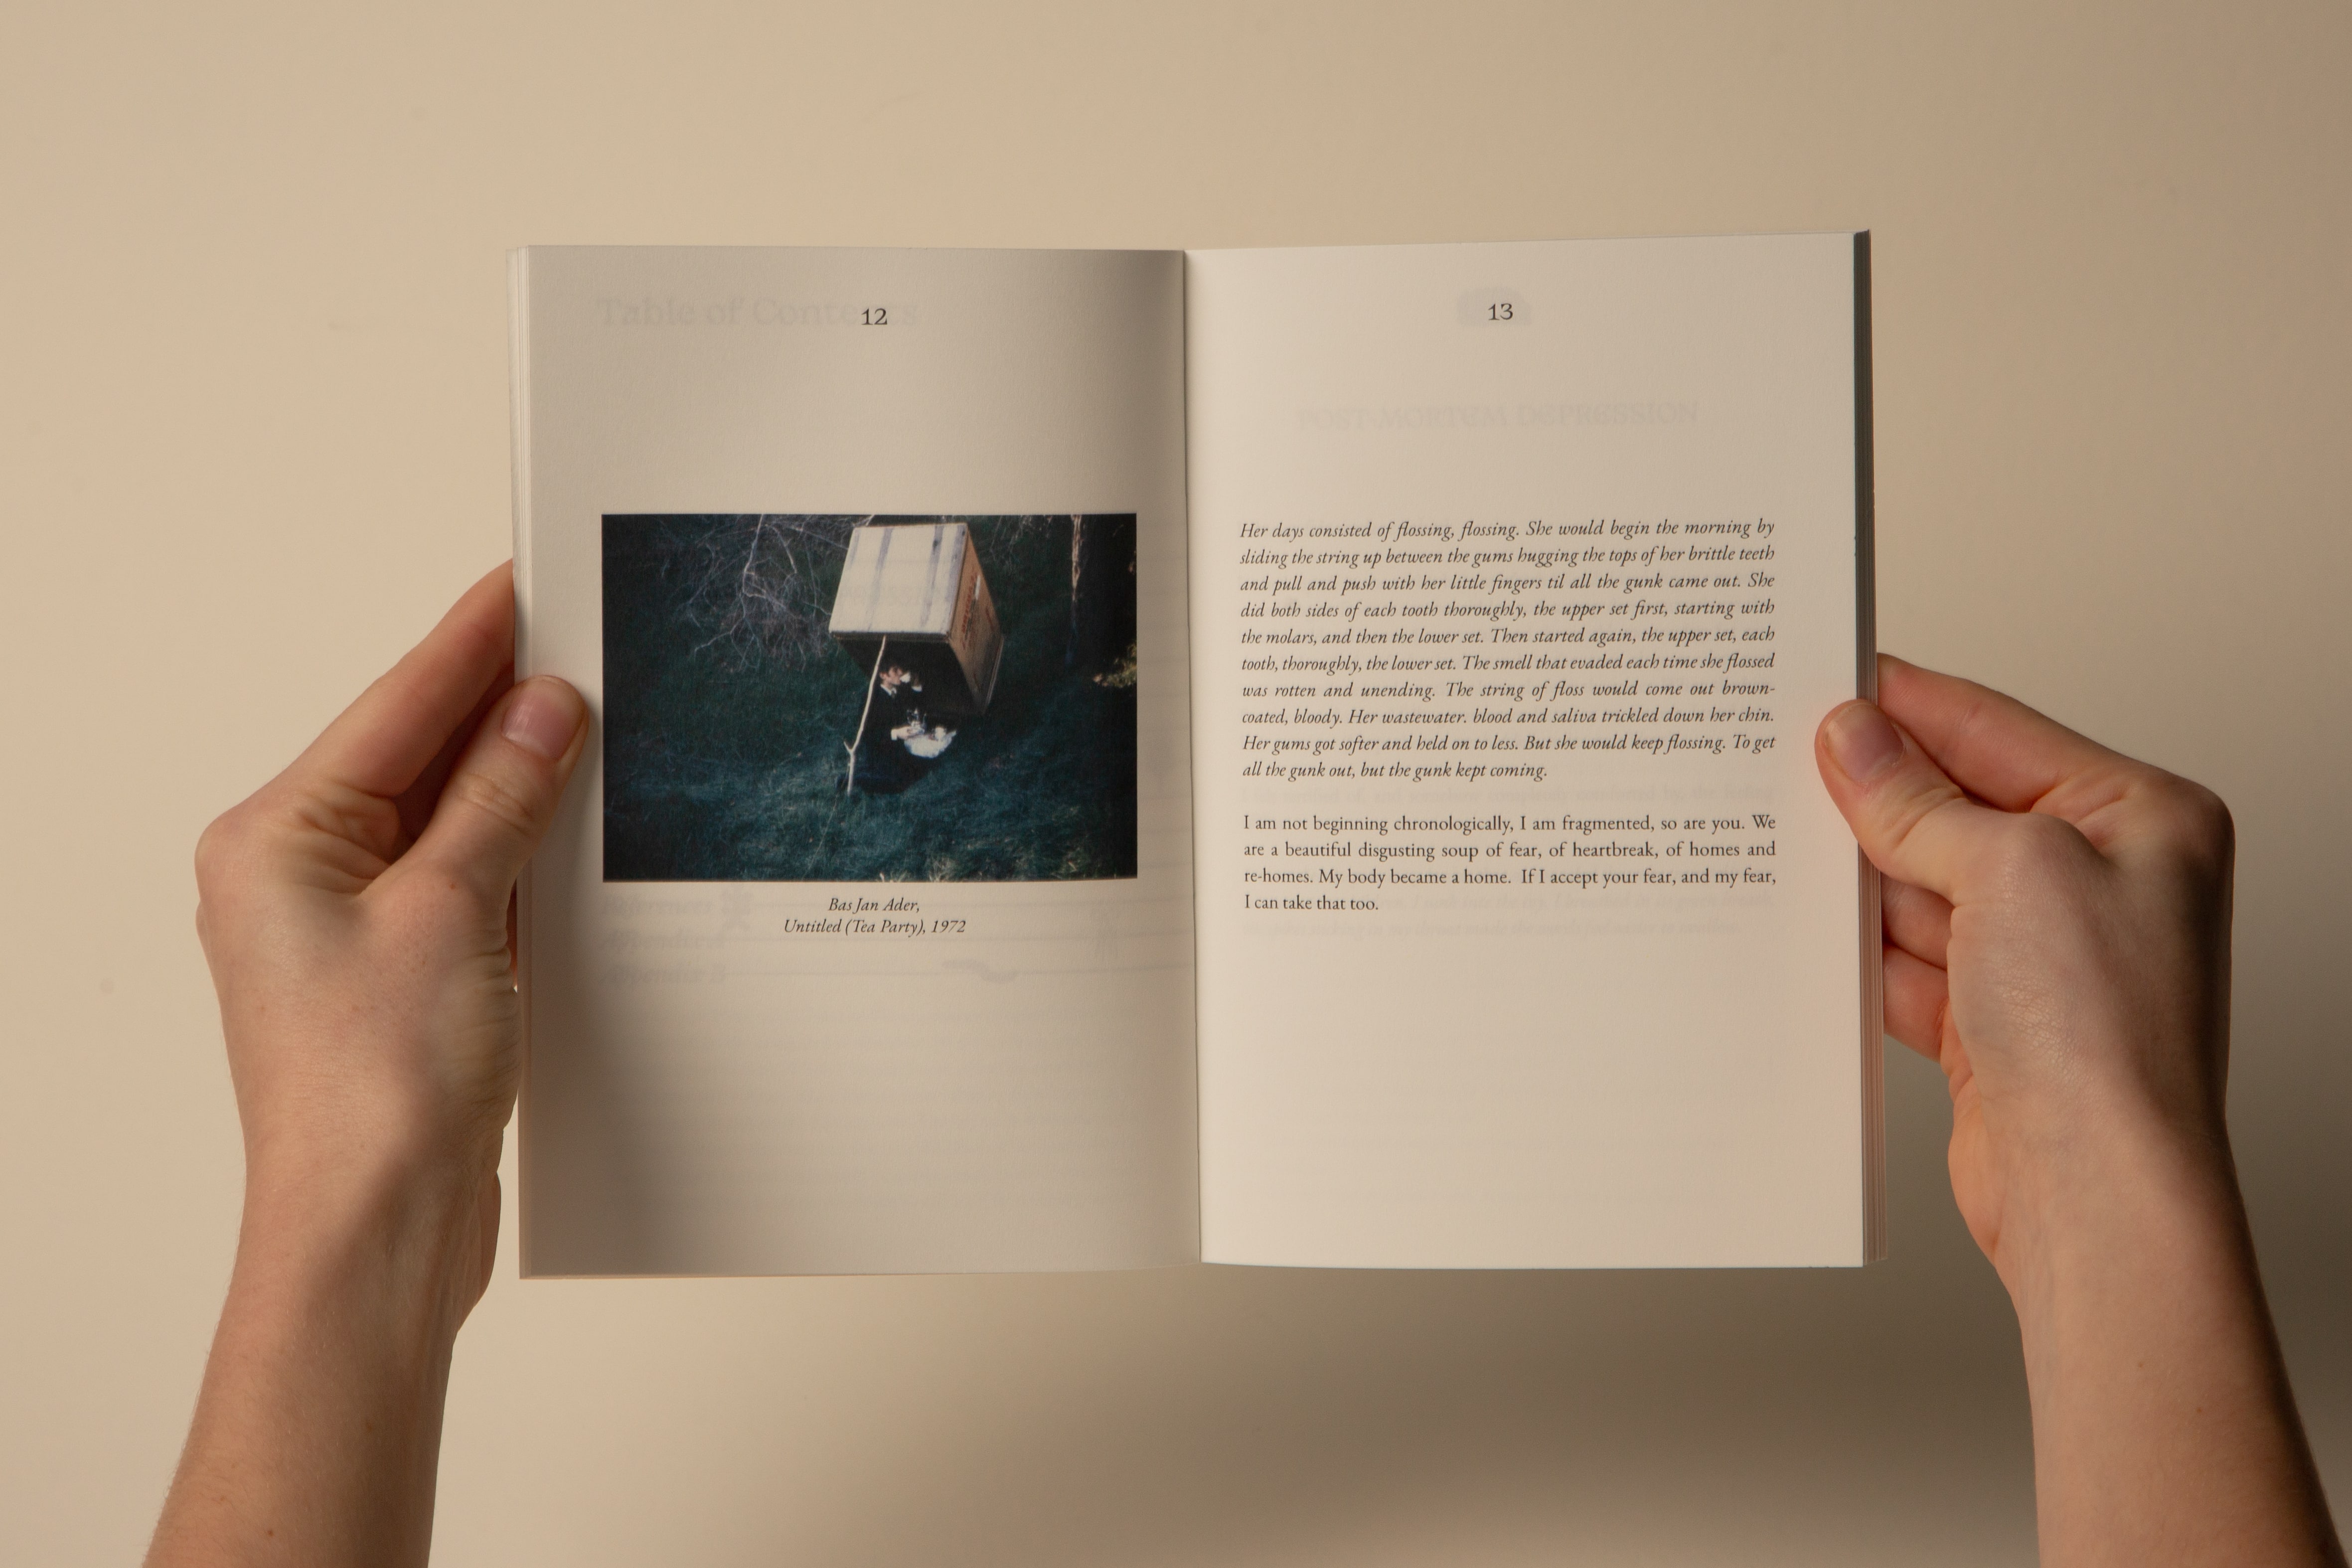 Table of Contents
12
Bas Jan Ader,
Untitled (Tea Party), 1972
References
Appendix A
Appendix B
13
POST-MORTEM DEPRESSION
Her days consisted of flossing, flossing. She would begin the morning by
sliding the string up between the gums hugging the tops of her brittle teeth
and pull and push with her little fingers til all the gunk came out. She
did both sides of each tooth thoroughly, the upper set first, starting with
the molars, and then the lower set. Then started again, the upper set, each
tooth, thoroughly, the lower set. The smell that evaded each time she flossed
was rotten and unending. The string of floss would come out brown-
coated, bloody. Her wastewater. blood and saliva trickled down her chin.
Her gums got softer and held on to less. But she would keep flossing. To get
all the gunk out, but the gunk kept coming.
I am not beginning chronologically, I am fragmented, so are you. We
are a beautiful disgusting soup of fear, of heartbreak, of homes and
re-homes. My body became a home. If I accept your fear, and my fear,
I can take that too.